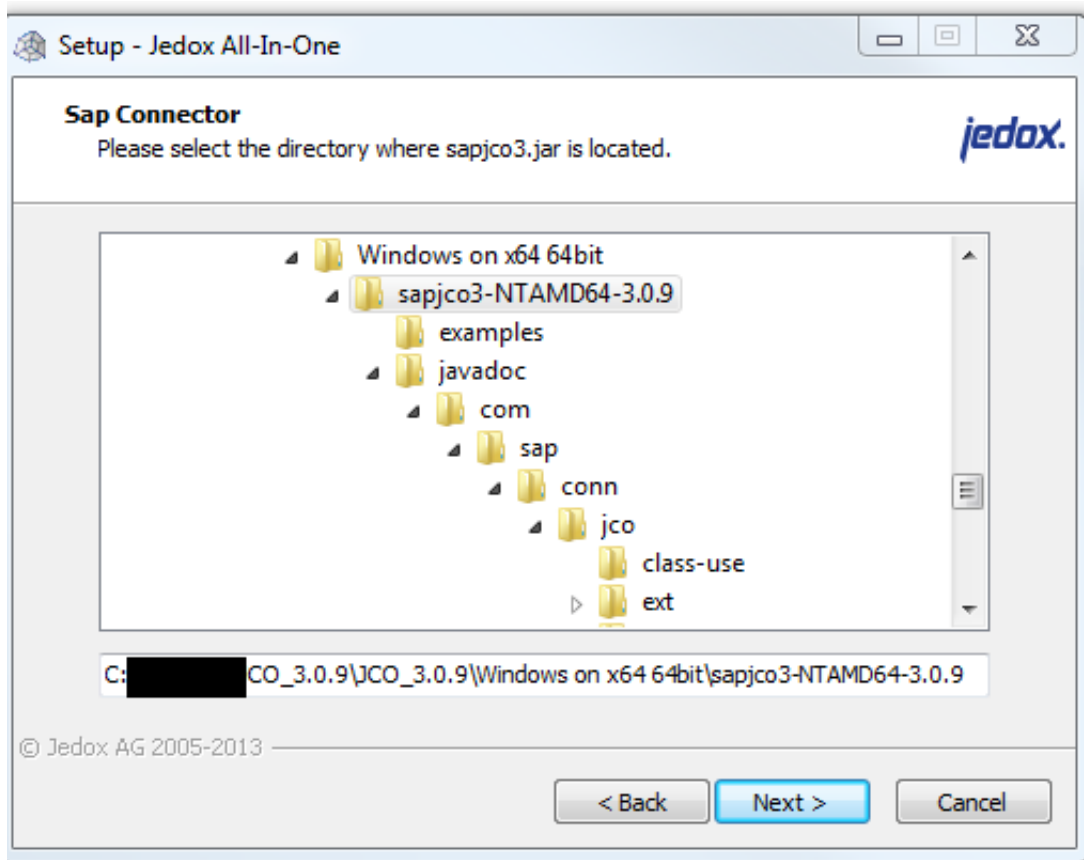 Setup - Jedox All-In-One
Sap Connector
Please select the directory where sapjco3.jar is located.
jedox.
Windows on x64 64bit
sapjco3-NTAMD64-3.0.9
examples
javadoc
com
sap
conn
jco
class-use
ext
C: CO_3.0.9\JCO_3.0.9\Windows on x64 64bit\sapjco3-NTAMD64-3.0.9
© Jedox AG 2005-2013
< Back Next > Cancel